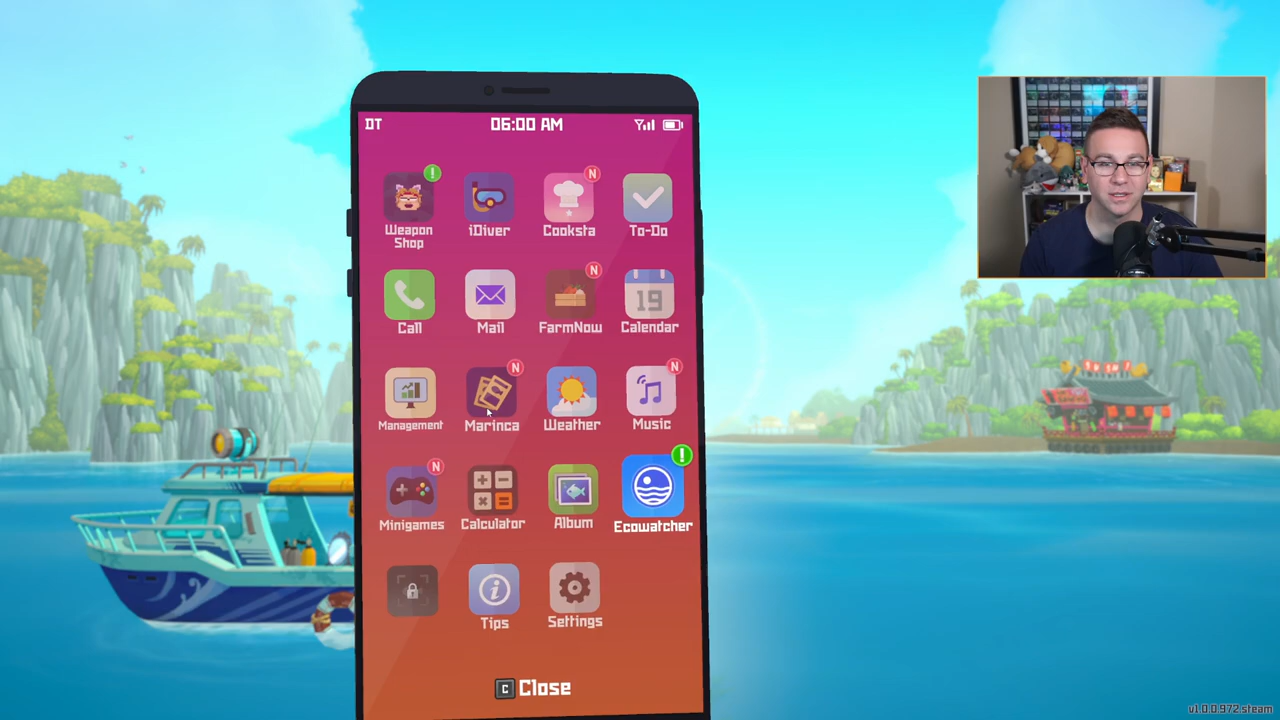 DT
06:00 AM
!
Weapon
Shop
iDiver
N
Cooksta
To-Do
Call
Mail
N
FarmNow
19
Calendar
Management
N
Marinca
Weather
N
Music
N
Minigames
Calculator
Album
!
Ecowatcher
Tips
Settings
C Close
v1.0.0.972 steam